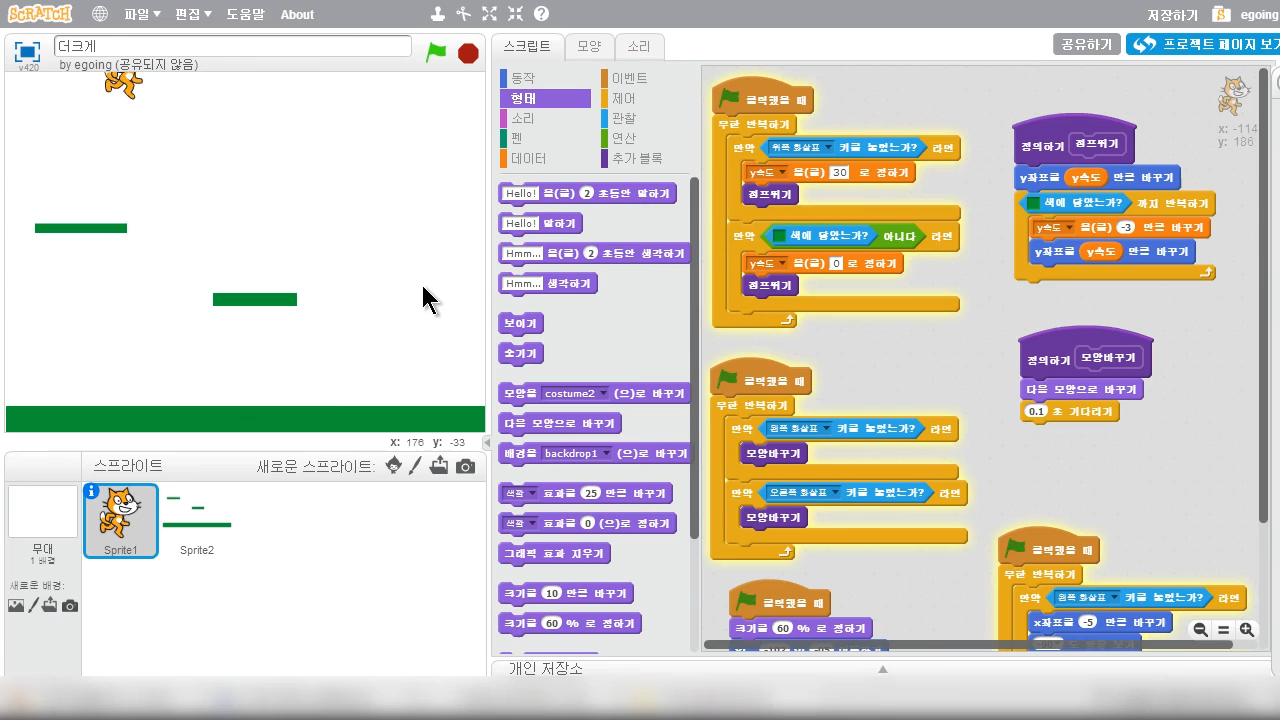 SCRATCH 파일 편집 도움말 About 저장하기 egoing
v420 더크게
by egoing (공유되지 않음)
스크립트 모양 소리 공유하기 프로젝트 페이지 보기
동작 이벤트
형태 제어
소리 관찰
펜 연산
데이터 추가 블록
Hello! 을(를) 2 초동안 말하기
Hello! 말하기
Hmm... 을(를) 2 초동안 생각하기
Hmm... 생각하기
보이기
숨기기
모양을 costume2 (으)로 바꾸기
다음 모양으로 바꾸기
배경을 backdrop1 (으)로 바꾸기
색깔 효과를 25 만큼 바꾸기
색깔 효과를 0 (으)로 정하기
그래픽 효과 지우기
크기를 10 만큼 바꾸기
크기를 60 % 로 정하기
클릭했을 때
무한 반복하기
만약 위쪽 화살표 키를 눌렀는가? 라면
y속도 을(를) 30 로 정하기
점프뛰기
만약 색에 닿았는가? 아니다 라면
y속도 을(를) 0 로 정하기
점프뛰기
클릭했을 때
무한 반복하기
만약 왼쪽 화살표 키를 눌렀는가? 라면
모양바꾸기
만약 오른쪽 화살표 키를 눌렀는가? 라면
모양바꾸기
클릭했을 때
크기를 60 % 로 정하기
x: -114
y: 186
정의하기 점프뛰기
y좌표를 y속도 만큼 바꾸기
색에 닿았는가? 까지 반복하기
y속도 을(를) -3 만큼 바꾸기
y좌표를 y속도 만큼 바꾸기
정의하기 모양바꾸기
다음 모양으로 바꾸기
0.1 초 기다리기
클릭했을 때
무한 반복하기
만약 왼쪽 화살표 키를 눌렀는가? 라면
x좌표를 -5 만큼 바꾸기
x: 176 y: -33
스프라이트 새로운 스프라이트:
무대
1 배경
새로운 배경:
Sprite1
Sprite2
개인 저장소